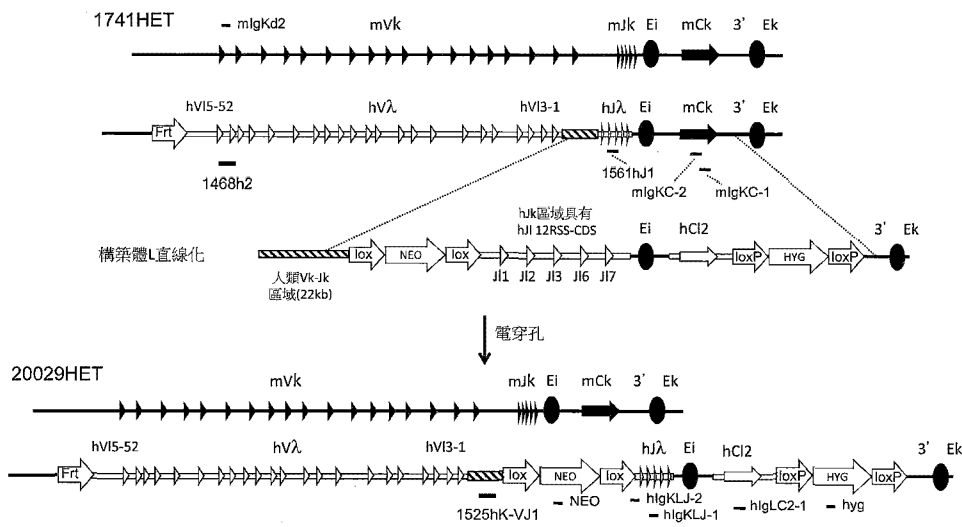 1741HET
mIgKd2 mVk mJk Ei mCk 3' Ek
hVl5-52 hVλ hVl3-1 hJλ Ei mCk 3' Ek
Frt
1468h2 1561hJ1 mIgKC-2 mIgKC-1
hJk區域具有
hJl 12RSS-CDS
Ei hCl2 3' Ek
構築體L直線化 lox NEO lox loxP HYG loxP
人類Vk-Jk
區域(22kb)
Jl1 Jl2 Jl3 Jl6 Jl7
電穿孔
20029HET
mVk mJk Ei mCk 3' Ek
hVl5-52 hVλ hVl3-1 hJλ Ei hCl2 3' Ek
Frt lox NEO lox loxP HYG loxP
1525hK-VJ1 NEO hIgKLJ-2 hIgKLJ-1 hIgLC2-1 hyg